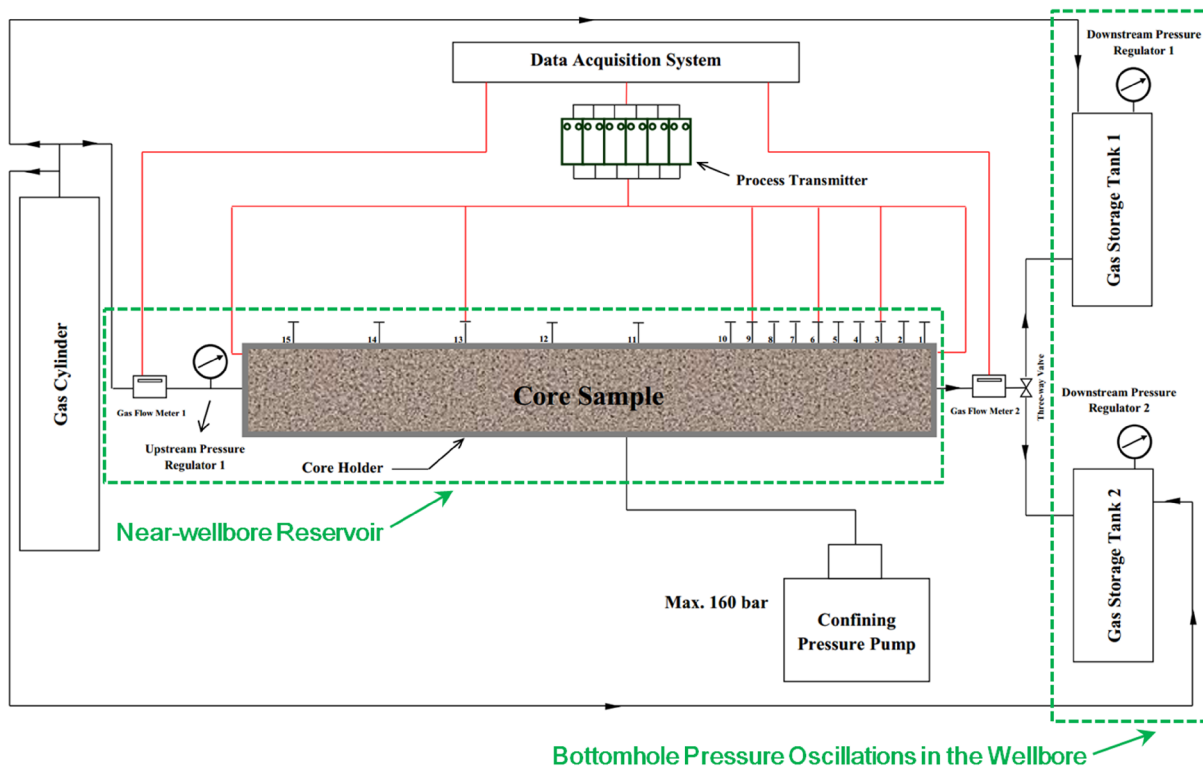 Downstream Pressure
Regulator 1
Data Acquisition System
Process Transmitter
Gas Storage Tank 1
Gas Cylinder
15
14
13
12
11
10
9
8
7
6
5
4
3
2
1
Core Sample
Gas Flow Meter 1
Gas Flow Meter 2
Three-way Valve
Downstream Pressure
Regulator 2
Upstream Pressure
Regulator 1
Core Holder
Near-wellbore Reservoir
Gas Storage Tank 2
Max. 160 bar
Confining
Pressure Pump
Bottomhole Pressure Oscillations in the Wellbore